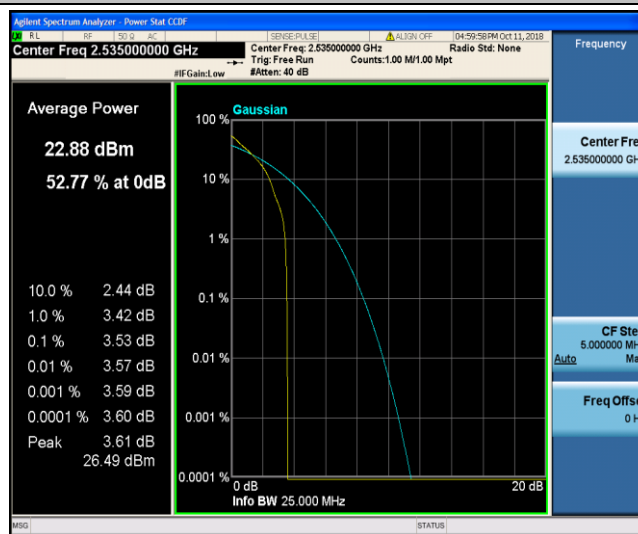 Agilent Spectrum Analyzer - Power Stat CCDF
RL RF 50 Ω AC SENSE:PULSE ALIGN OFF 04:59:58PM Oct 11, 2018
Center Freq 2.535000000 GHz
Center Freq: 2.535000000 GHz Radio Std: None
Trig: Free Run Counts:1.00 M/1.00 Mpt
#IFGain:Low #Atten: 40 dB
Frequency
Average Power
22.88 dBm
52.77 % at 0dB
10.0 % 2.44 dB
1.0 % 3.42 dB
0.1 % 3.53 dB
0.01 % 3.57 dB
0.001 % 3.59 dB
0.0001 % 3.60 dB
Peak 3.61 dB
26.49 dBm
Gaussian
100 %
10 %
1 %
0.1 %
0.01 %
0.001 %
0.0001 %
0 dB 20 dB
Info BW 25.000 MHz
Center Fre
2.535000000 GH
CF Ste
5.000000 MH
Auto Ma
Freq Offs
0 H
MSG STATUS